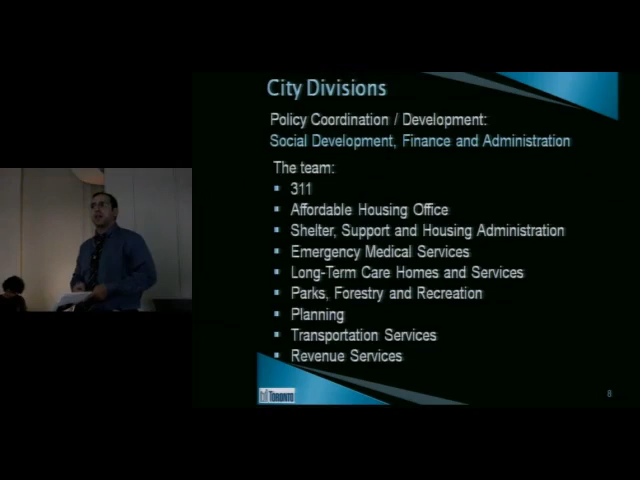 City Divisions
Policy Coordination / Development:
Social Development, Finance and Administration
The team:
311
Affordable Housing Office
Shelter, Support and Housing Administration
Emergency Medical Services
Long-Term Care Homes and Services
Parks, Forestry and Recreation
Planning
Transportation Services
Revenue Services
TORONTO
8